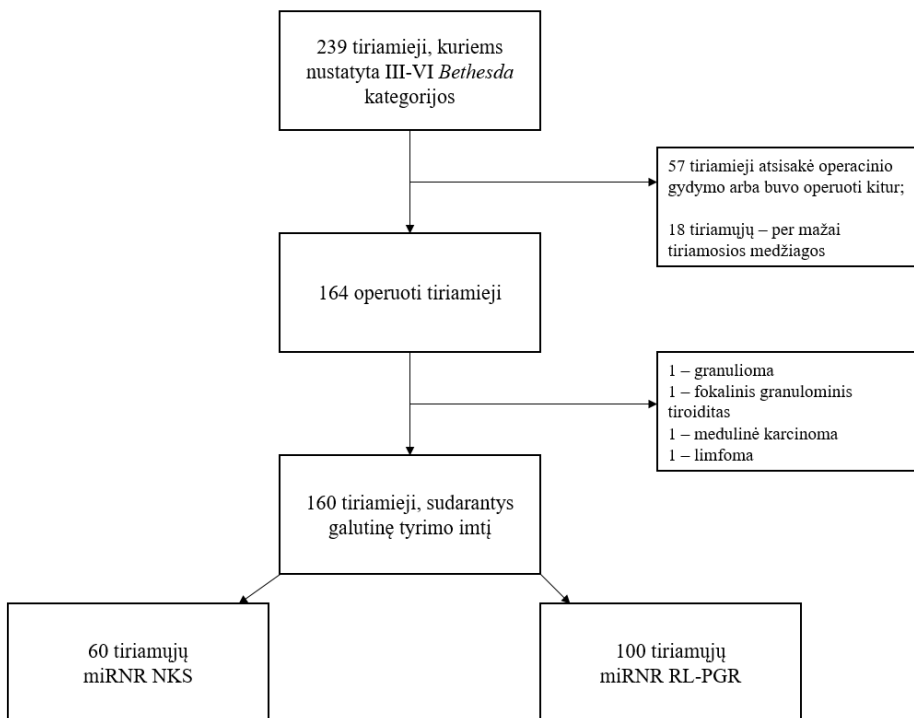 239 tiriamieji, kuriems
nustatyta III-VI Bethesda
kategorijos
57 tiriamieji atsisakė operacinio
gydymo arba buvo operuoti kitur;
18 tiriamųjų – per mažai
tiriamosios medžiagos
164 operuoti tiriamieji
1 – granulioma
1 – fokalinis granulominis
tiroiditas
1 – medulinė karcinoma
1 – limfoma
160 tiriamieji, sudarantys
galutinę tyrimo imtį
60 tiriamųjų
miRNR NKS
100 tiriamųjų
miRNR RL-PGR